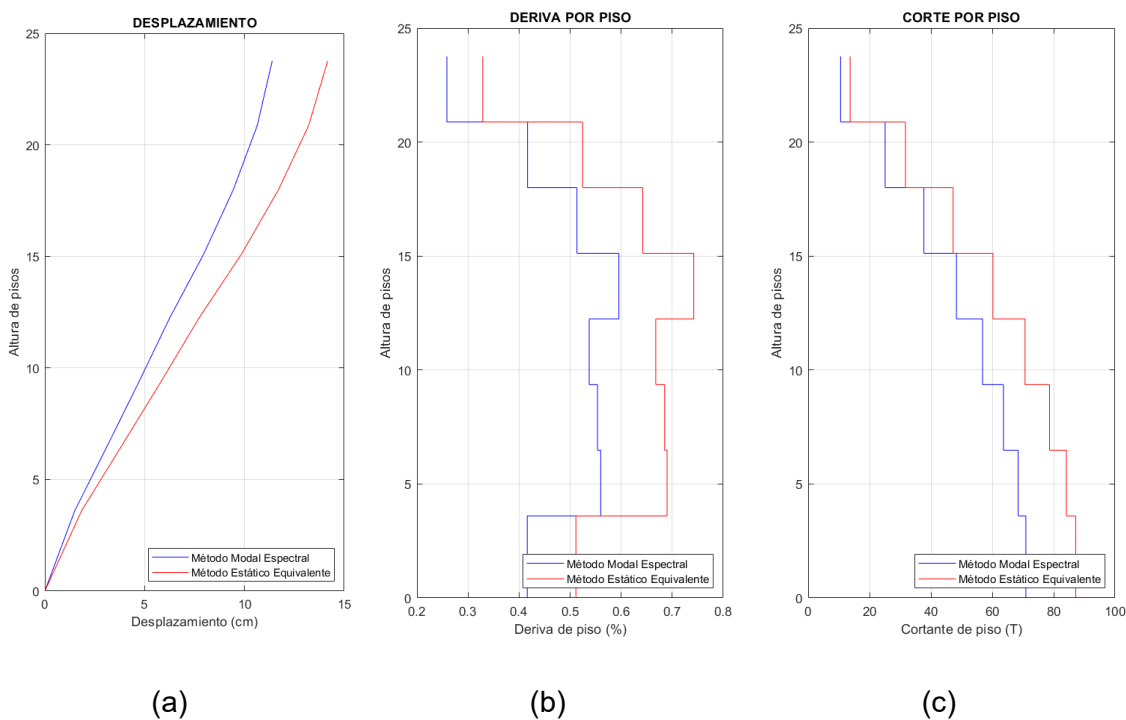 DESPLAZAMIENTO
25
20
15
10
5
0
Altura de pisos
0 5 10 15
Desplazamiento (cm)
Método Modal Espectral
Método Estático Equivalente
(a)
DERIVA POR PISO
25
20
15
10
5
0
Altura de pisos
0.2 0.3 0.4 0.5 0.6 0.7 0.8
Deriva de piso (%)
Método Modal Espectral
Método Estático Equivalente
(b)
CORTE POR PISO
25
20
15
10
5
0
Altura de pisos
0 20 40 60 80 100
Cortante de piso (T)
Método Modal Espectral
Método Estático Equivalente
(c)